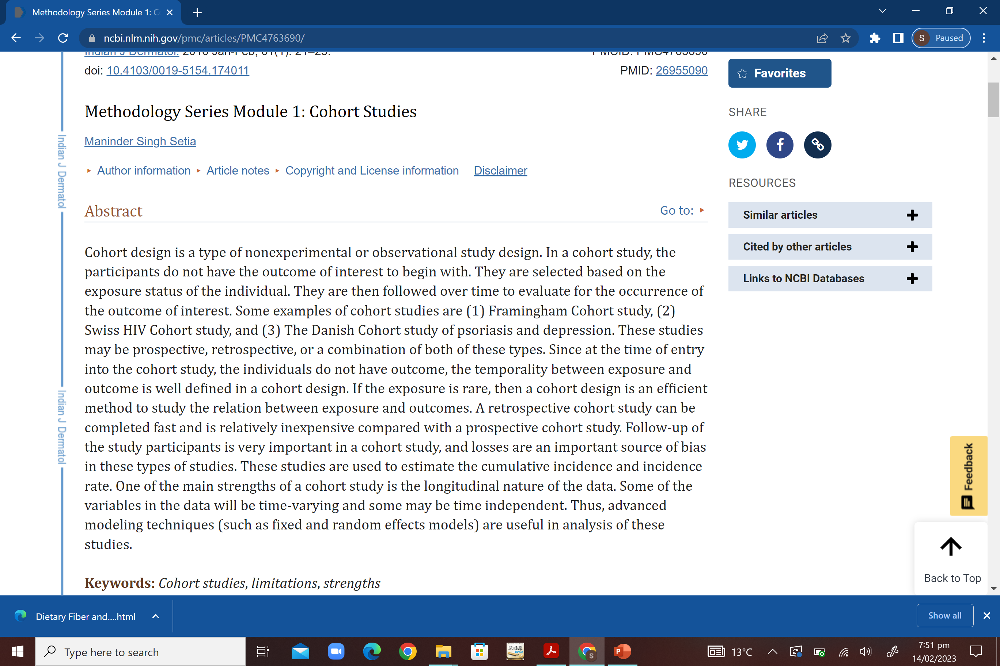 Methodology Series Module 1: C
ncbi.nlm.nih.gov/pmc/articles/PMC4763690/
S Paused
Indian J Dermatol. 2016 Jan-Feb; 61(1): 21–25.
PMCID: PMC4763690
doi: 10.4103/0019-5154.174011
PMID: 26955090
Methodology Series Module 1: Cohort Studies
Maninder Singh Setia
Author information Article notes Copyright and License information Disclaimer
Abstract
Go to:
Cohort design is a type of nonexperimental or observational study design. In a cohort study, the
participants do not have the outcome of interest to begin with. They are selected based on the
exposure status of the individual. They are then followed over time to evaluate for the occurrence of
the outcome of interest. Some examples of cohort studies are (1) Framingham Cohort study, (2)
Swiss HIV Cohort study, and (3) The Danish Cohort study of psoriasis and depression. These studies
may be prospective, retrospective, or a combination of both of these types. Since at the time of entry
into the cohort study, the individuals do not have outcome, the temporality between exposure and
outcome is well defined in a cohort design. If the exposure is rare, then a cohort design is an efficient
method to study the relation between exposure and outcomes. A retrospective cohort study can be
completed fast and is relatively inexpensive compared with a prospective cohort study. Follow-up of
the study participants is very important in a cohort study, and losses are an important source of bias
in these types of studies. These studies are used to estimate the cumulative incidence and incidence
rate. One of the main strengths of a cohort study is the longitudinal nature of the data. Some of the
variables in the data will be time-varying and some may be time independent. Thus, advanced
modeling techniques (such as fixed and random effects models) are useful in analysis of these
studies.
Keywords: Cohort studies, limitations, strengths
Indian J Dermatol
Indian J Dermatol
Favorites
SHARE
RESOURCES
Similar articles
Cited by other articles
Links to NCBI Databases
Feedback
Back to Top
Dietary Fiber and....html
Show all
Type here to search
13°C
7:51 pm
14/02/2023